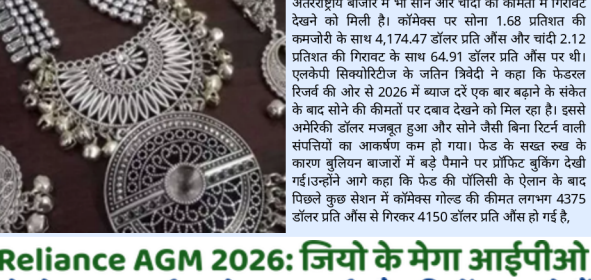 अंतरराष्ट्रीय बाजार में भी सोने और चांदी की कीमतों में गिरावट
देखने को मिली है। कॉमेक्स पर सोना 1.68 प्रतिशत की
कमजोरी के साथ 4,174.47 डॉलर प्रति औंस और चांदी 2.12
प्रतिशत की गिरावट के साथ 64.91 डॉलर प्रति औंस पर थी।
एलकेपी सिक्योरिटीज के जतिन त्रिवेदी ने कहा कि फेडरल
रिजर्व की ओर से 2026 में ब्याज दरें एक बार बढ़ाने के संकेत
के बाद सोने की कीमतों पर दबाव देखने को मिल रहा है। इससे
अमेरिकी डॉलर मजबूत हुआ और सोने जैसी बिना रिटर्न वाली
संपत्तियों का आकर्षण कम हो गया। फेड के सख्त रुख के
कारण बुलियन बाजारों में बड़े पैमाने पर प्रॉफिट बुकिंग देखी
गई।उन्होंने आगे कहा कि फेड की पॉलिसी के ऐलान के बाद
पिछले कुछ सेशन में कॉमेक्स गोल्ड की कीमत लगभग 4375
डॉलर प्रति औंस से गिरकर 4150 डॉलर प्रति औंस हो गई है,
Reliance AGM 2026: जियो के मेगा आईपीओ